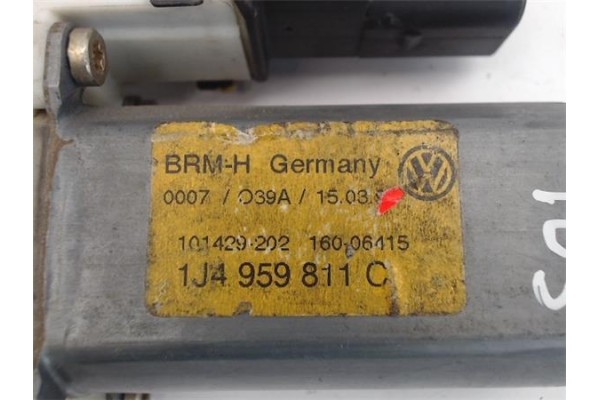 BRM-H Germany
0007 / O39A / 15.03.
101429-202 160-06415
1J4 959 811 C